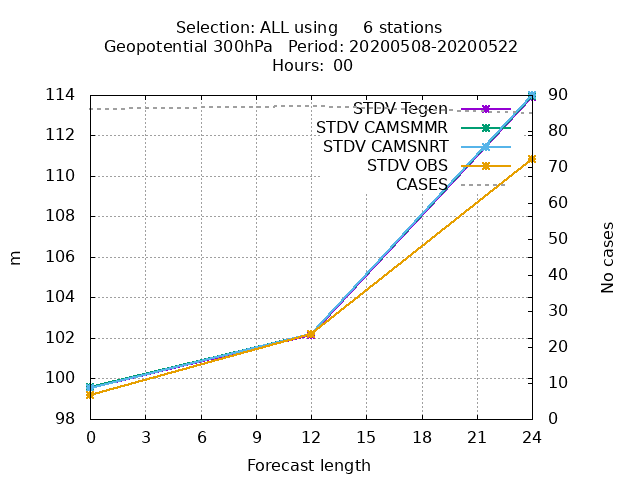 Selection: ALL using     6 stations
Geopotential 300hPa   Period: 20200508-20200522
Hours:  00
114
112
110
108
106
104
102
100
98
m
STDV Tegen
STDV CAMSMMR
STDV CAMSNRT
STDV OBS
CASES
90
80
70
60
50
40
30
20
10
0
No cases
0 3 6 9 12 15 18 21 24
Forecast length